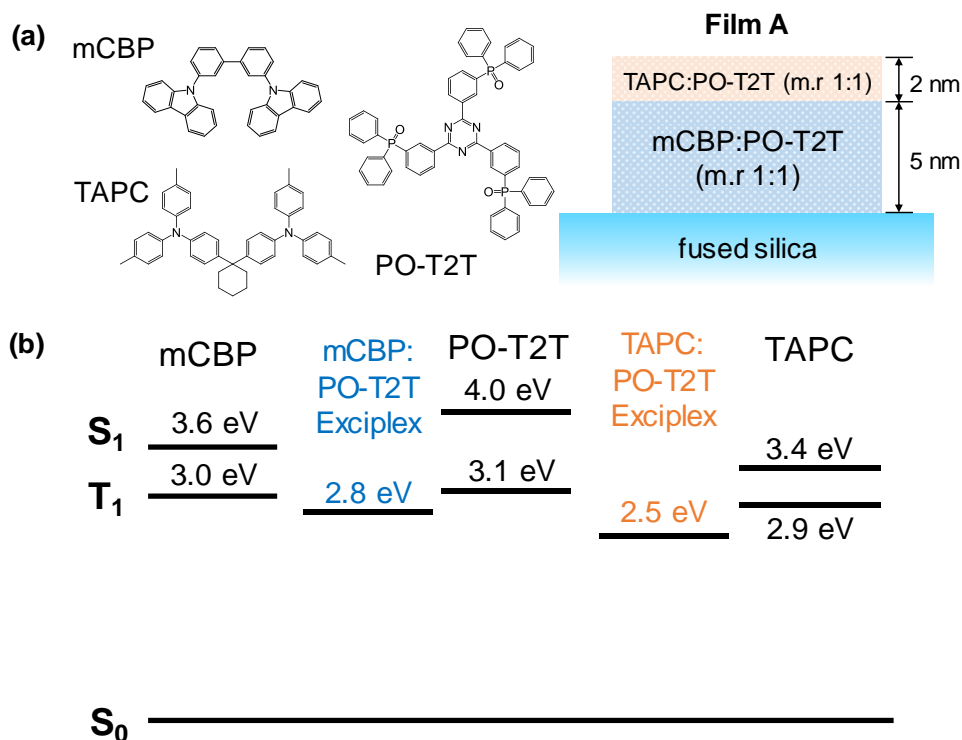 (a)
mCBP
N
N
TAPC
N
N
PO-T2T
P
O
N
N
N
O
P
O
P
Film A
TAPC:PO-T2T (m.r 1:1)
2 nm
mCBP:PO-T2T
(m.r 1:1)
5 nm
fused silica
(b)
mCBP
mCBP:
PO-T2T
Exciplex
PO-T2T
TAPC:
PO-T2T
Exciplex
TAPC
S₁
3.6 eV
4.0 eV
3.4 eV
T₁
3.0 eV
2.8 eV
3.1 eV
2.5 eV
2.9 eV
S₀